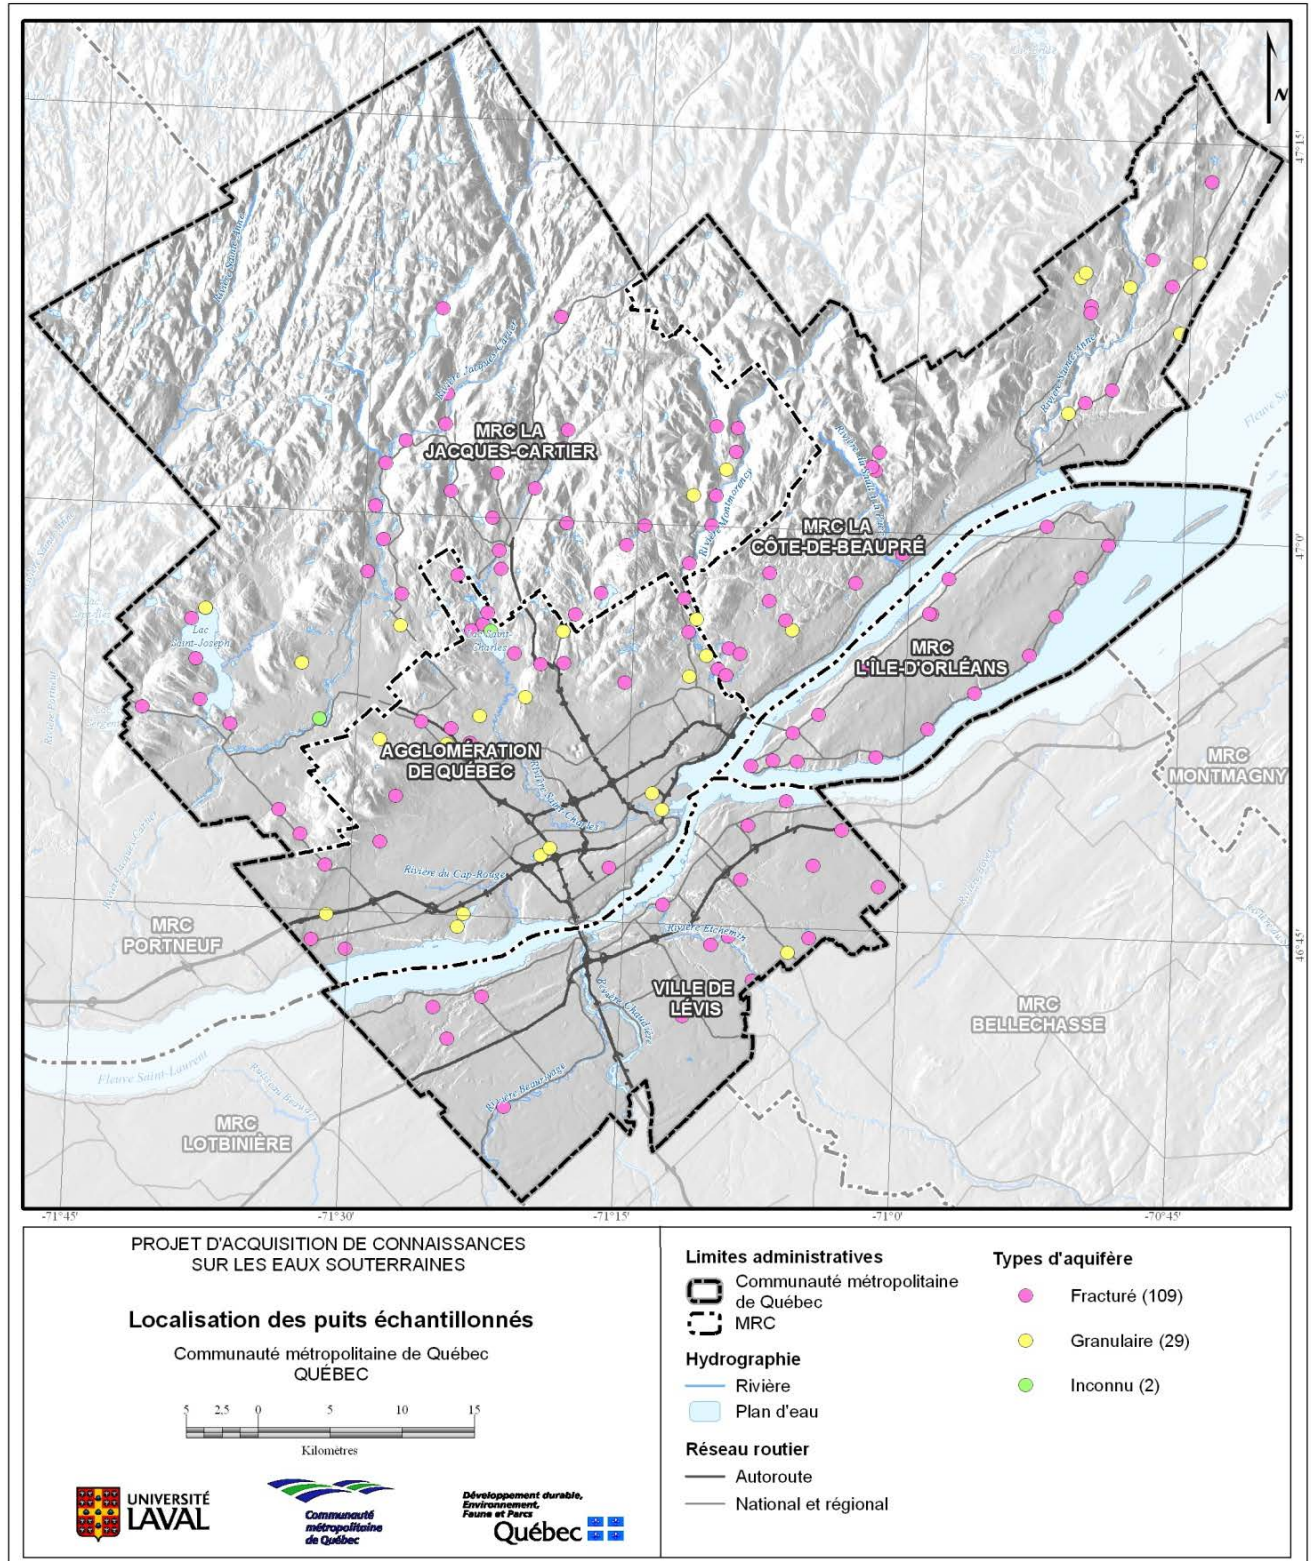 N
47°15'
47°0'
46°45'
-71°45'
-71°30'
-71°15'
-71°0'
-70°45'
Rivière Sainte-Anne
Rivière Jacques-Cartier
MRC LA
JACQUES-CARTIER
Rivière Montmorency
Rivière Sainte-Anne
MRC LA
CÔTE-DE-BEAUPRÉ
Fleuve
Lac
Saint-Joseph
Lac Saint-
Charles
MRC
L'ÎLE-D'ORLÉANS
AGGLOMÉRATION
DE QUÉBEC
Rivière Saint-Charles
MRC
MONTMAGNY
Rivière Jacques-Cartier
Rivière du Cap-Rouge
MRC
PORTNEUF
Rivière Etchemin
VILLE DE
LÉVIS
Rivière Chaudière
MRC
BELLECHASSE
Fleuve Saint-Laurent
Rivière Beaurivage
MRC
LOTBINIÈRE
PROJET D'ACQUISITION DE CONNAISSANCES
SUR LES EAUX SOUTERRAINES
Localisation des puits échantillonnés
Communauté métropolitaine de Québec
QUÉBEC
5 2,5 0 5 10 15
Kilomètres
UNIVERSITÉ
LAVAL
Communauté
métropolitaine
de Québec
Développement durable,
Environnement,
Faune et Parcs
Québec
Limites administratives
Communauté métropolitaine
de Québec
MRC
Hydrographie
Rivière
Plan d'eau
Réseau routier
Autoroute
National et régional
Types d'aquifère
Fracturé (109)
Granulaire (29)
Inconnu (2)